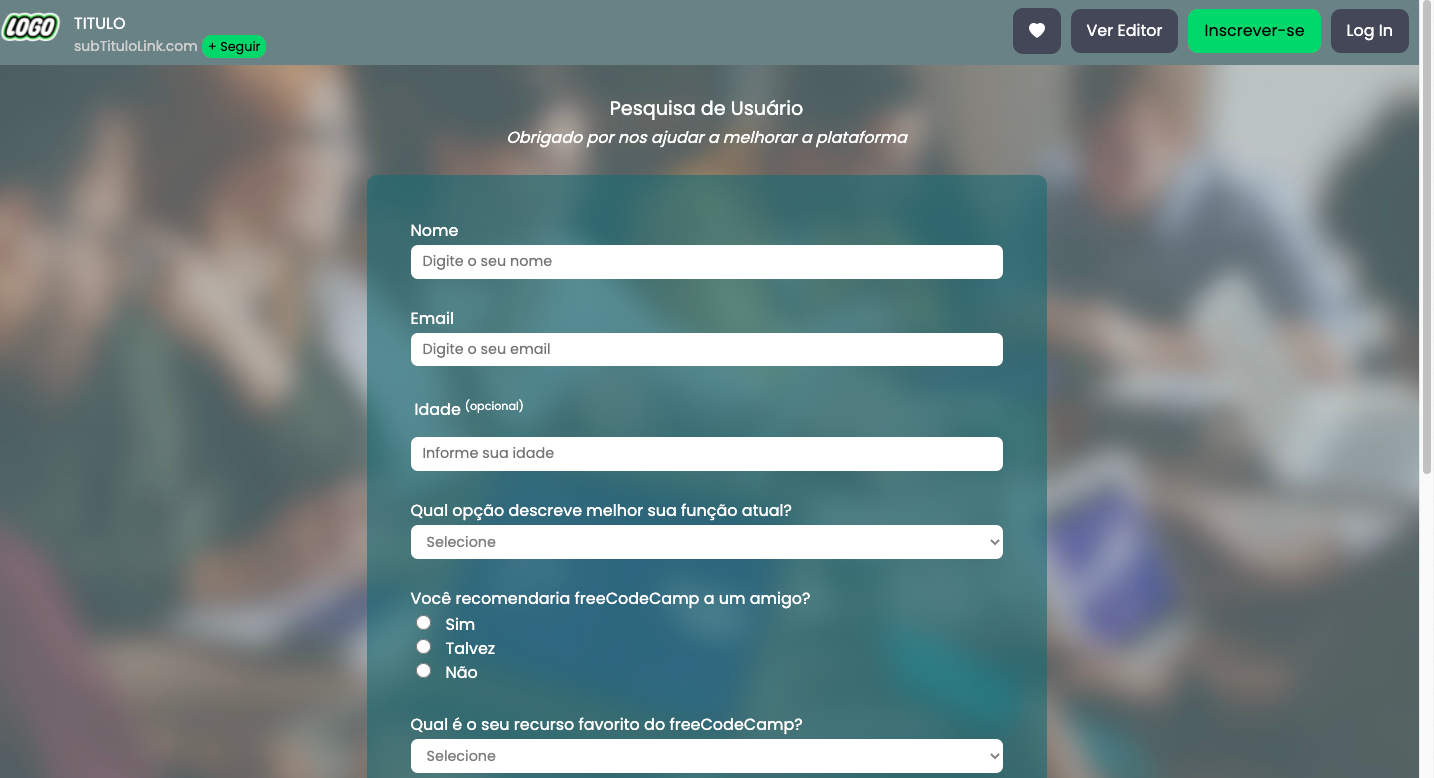 LOGO
TITULO
subTituloLink.com + Seguir
Ver Editor
Inscrever-se
Log In
Pesquisa de Usuário
Obrigado por nos ajudar a melhorar a plataforma
Nome
Digite o seu nome
Email
Digite o seu email
Idade (opcional)
Informe sua idade
Qual opção descreve melhor sua função atual?
Selecione
Você recomendaria freeCodeCamp a um amigo?
Sim
Talvez
Não
Qual é o seu recurso favorito do freeCodeCamp?
Selecione